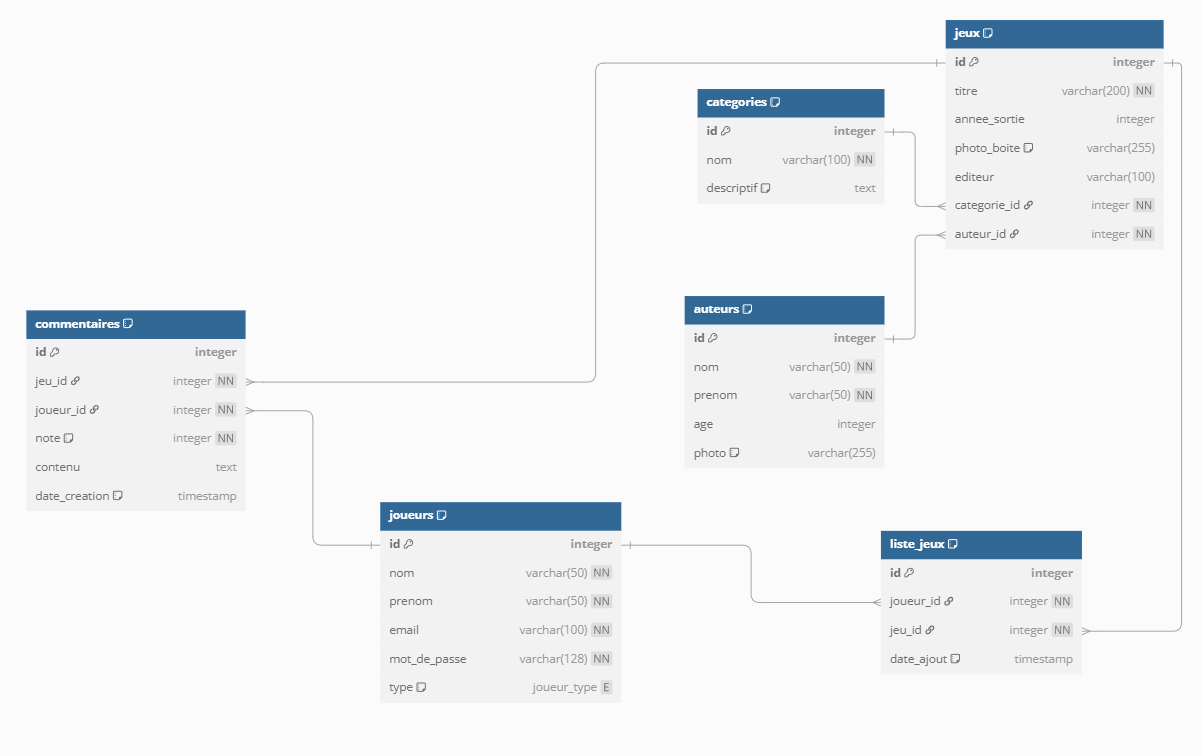 jeux
id integer
titre varchar(200) NN
annee_sortie integer
photo_boite varchar(255)
editeur varchar(100)
categorie_id integer NN
auteur_id integer NN
categories
id integer
nom varchar(100) NN
descriptif text
auteurs
id integer
nom varchar(50) NN
prenom varchar(50) NN
age integer
photo varchar(255)
commentaires
id integer
jeu_id integer NN
joueur_id integer NN
note integer NN
contenu text
date_creation timestamp
joueurs
id integer
nom varchar(50) NN
prenom varchar(50) NN
email varchar(100) NN
mot_de_passe varchar(128) NN
type joueur_type E
liste_jeux
id integer
joueur_id integer NN
jeu_id integer NN
date_ajout timestamp